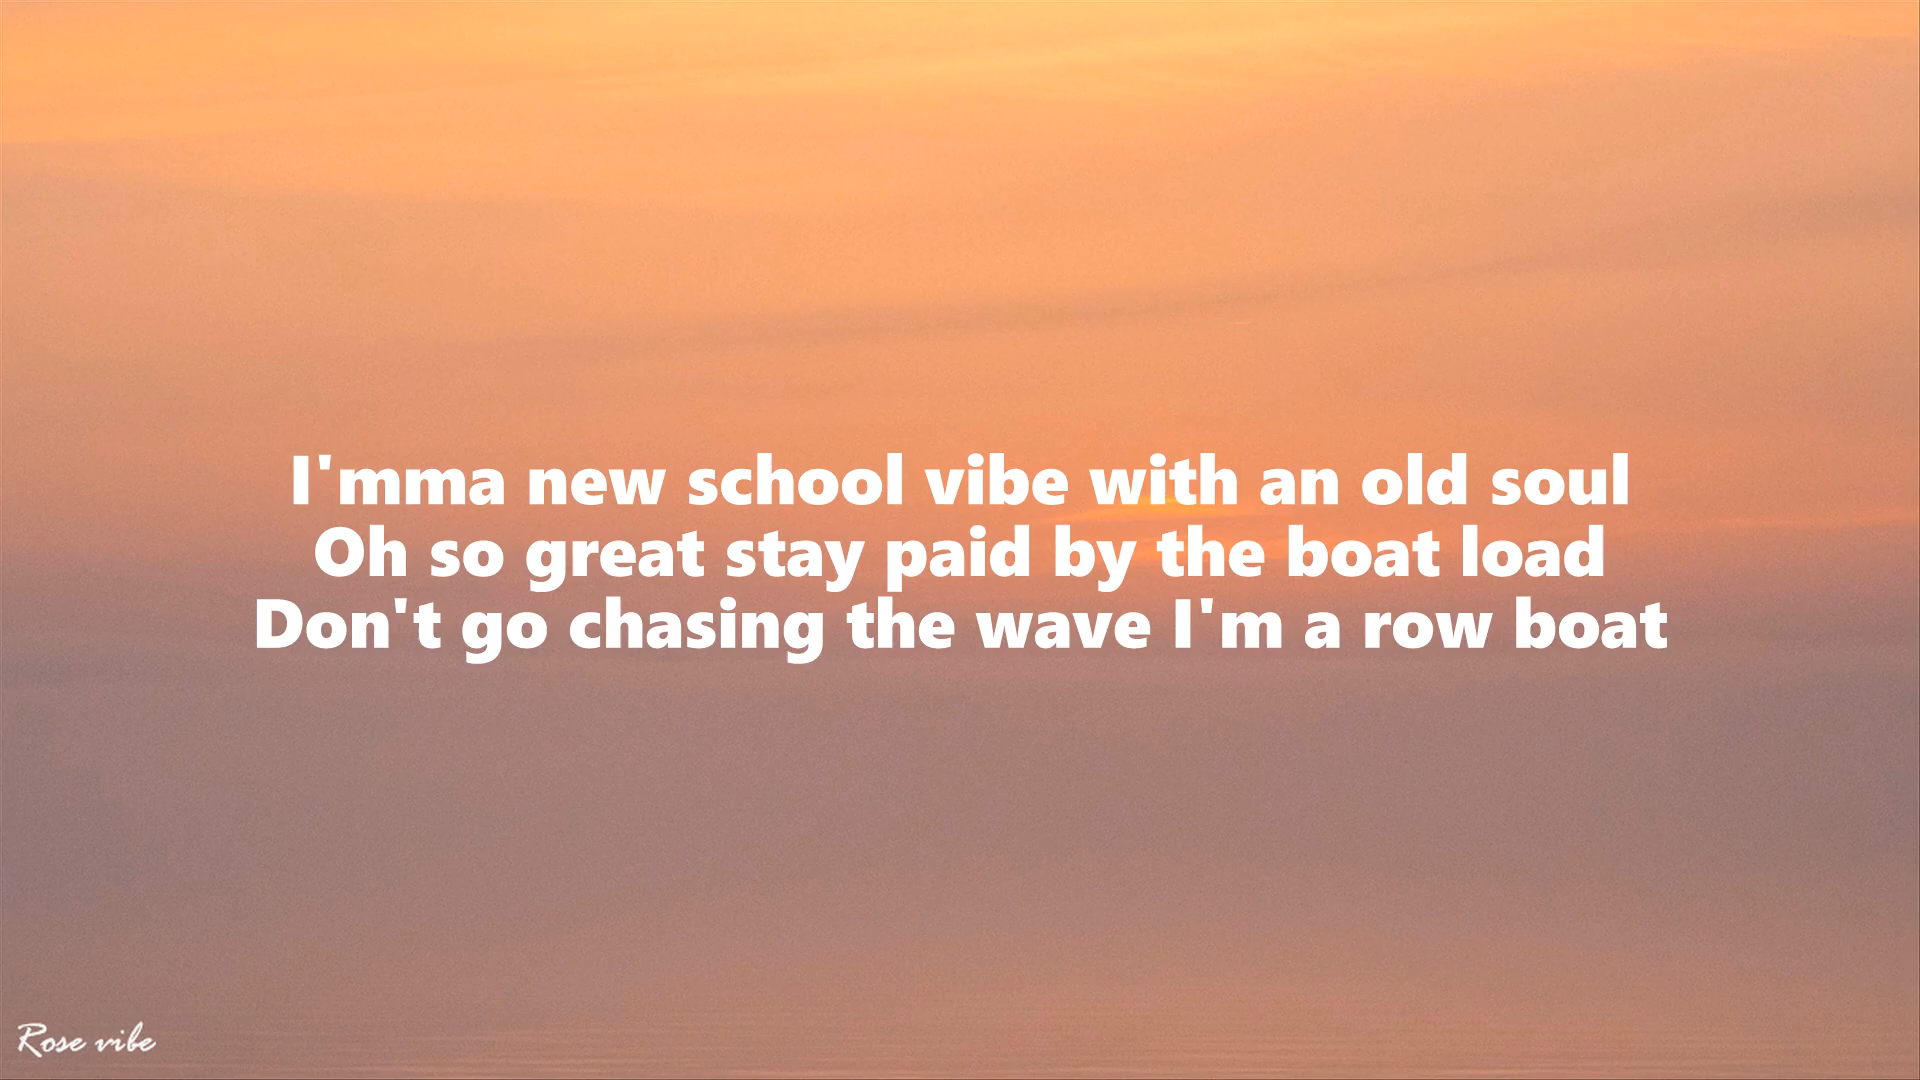 I'mma new school vibe with an old soul
Oh so great stay paid by the boat load
Don't go chasing the wave I'm a row boat
Rose vibe